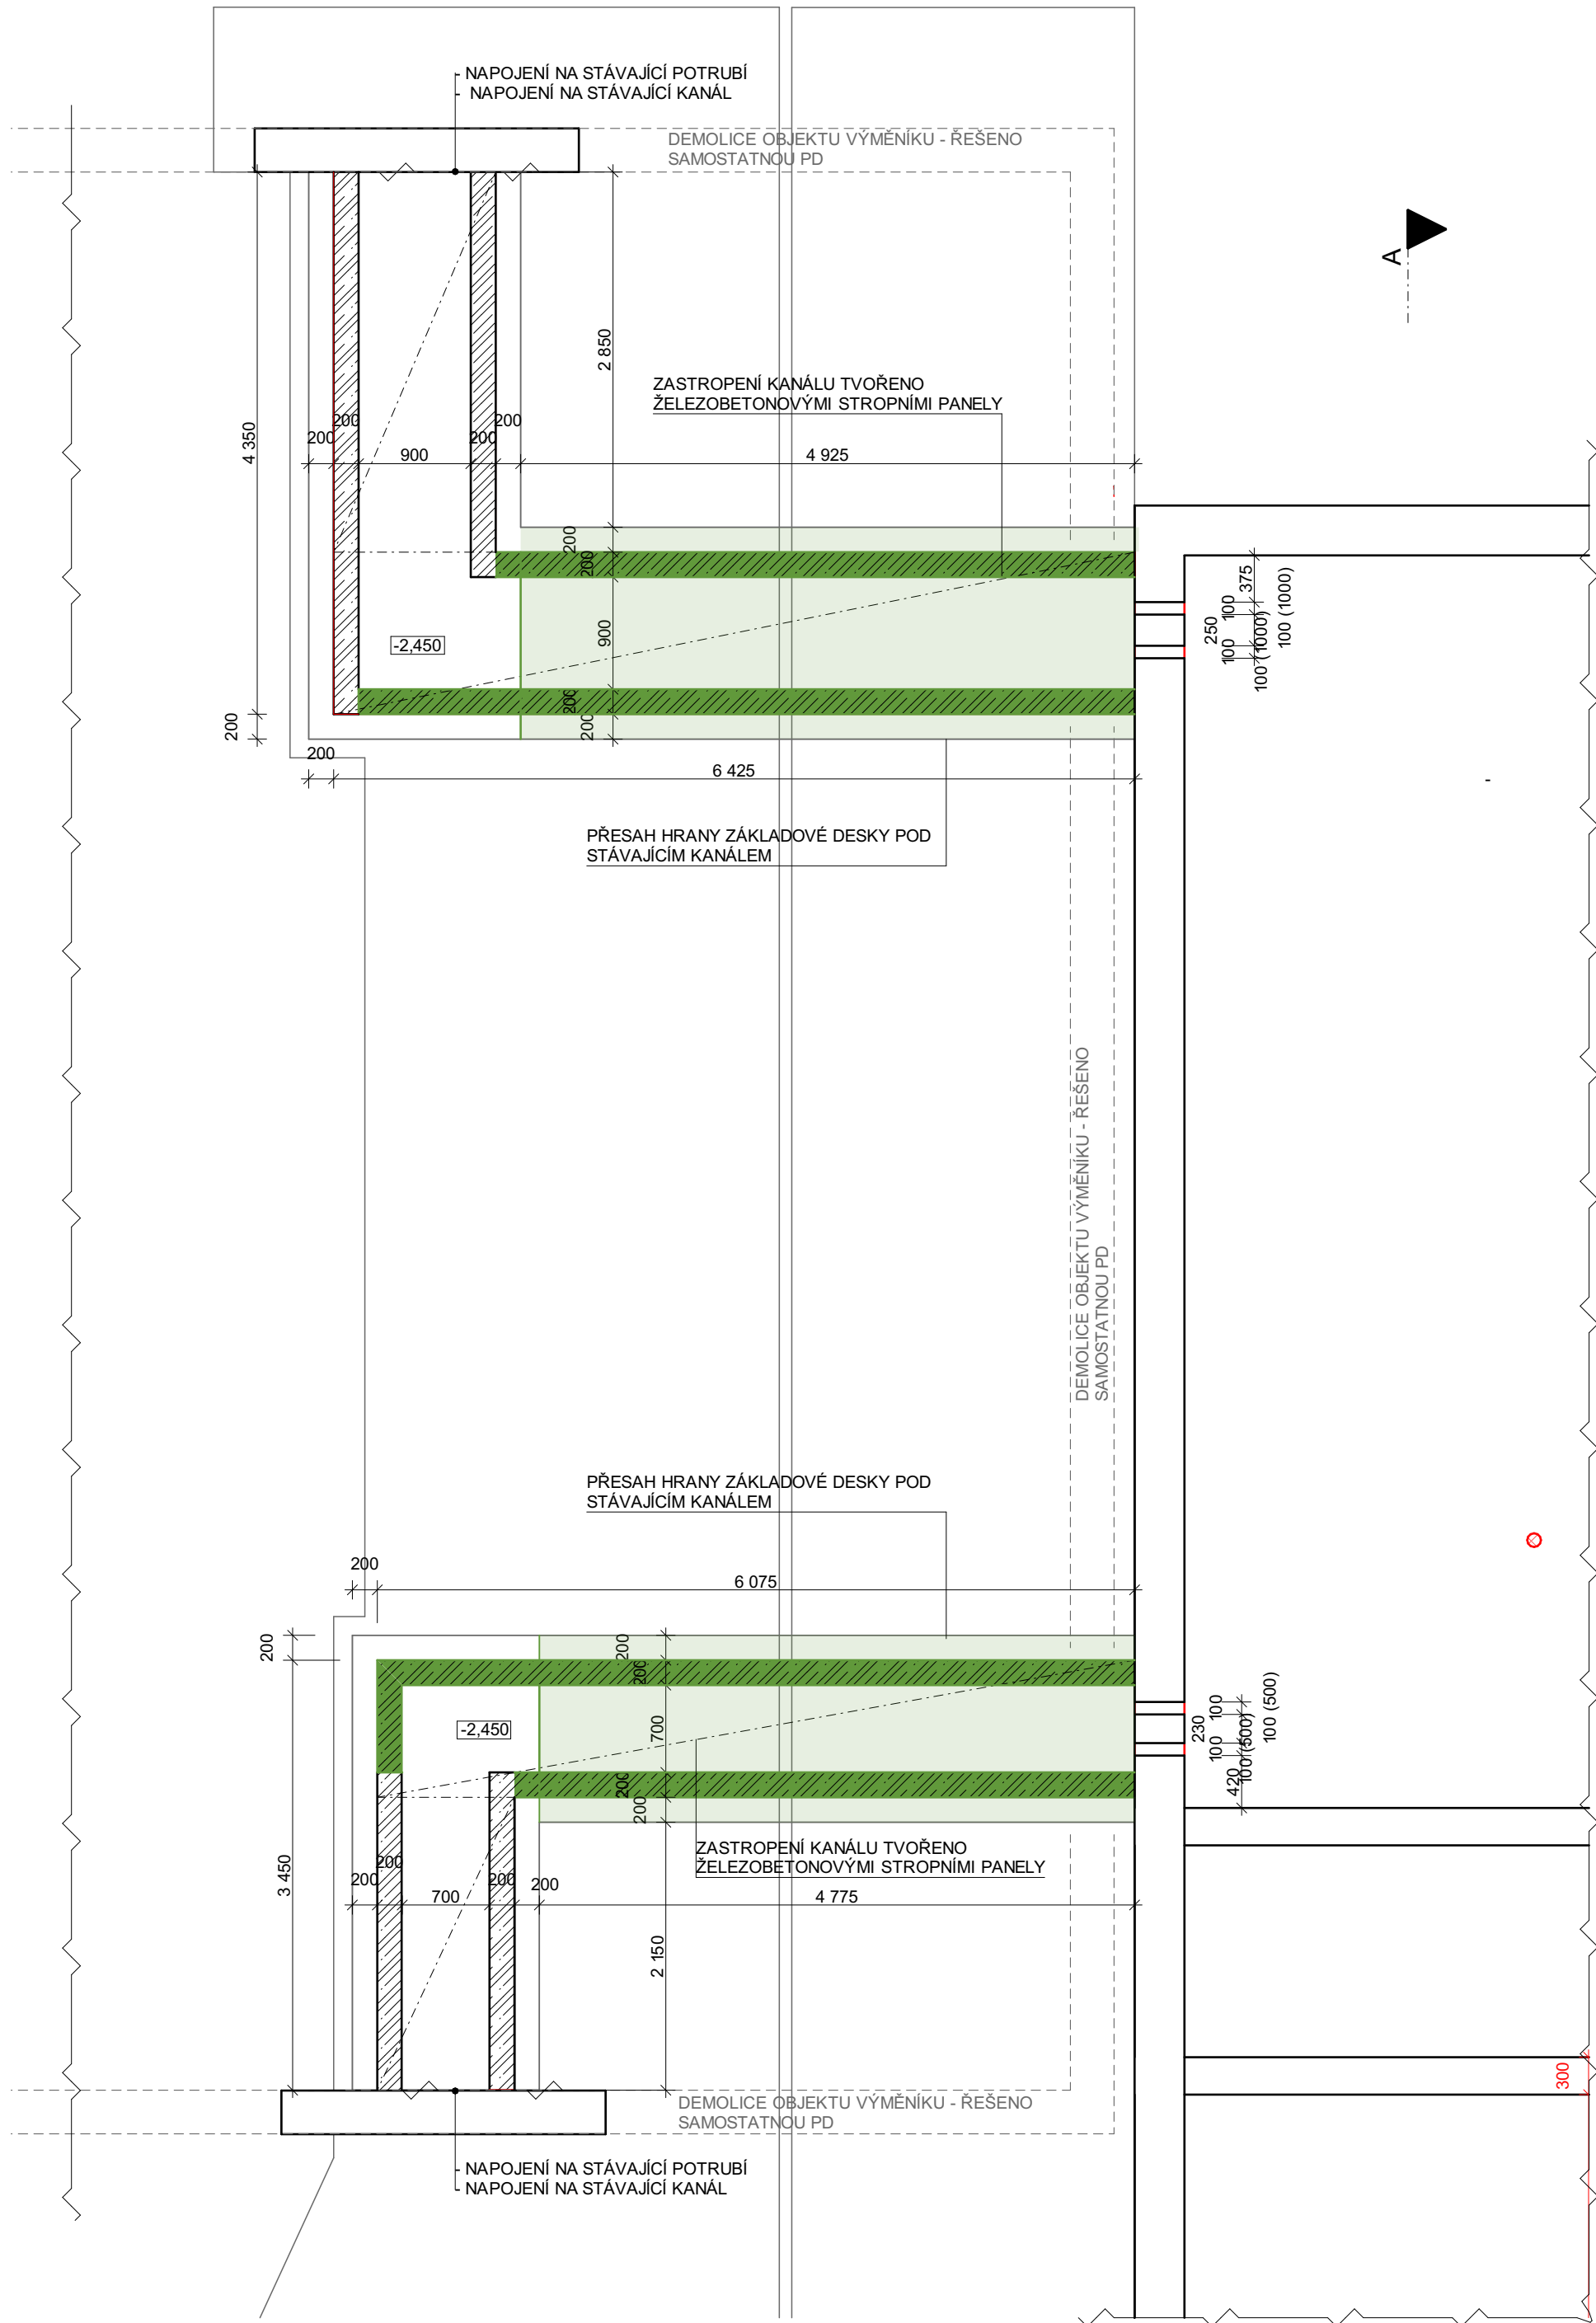 - NAPOJENÍ NA STÁVAJÍCÍ POTRUBÍ
- NAPOJENÍ NA STÁVAJÍCÍ KANÁL
DEMOLICE OBJEKTU VÝMĚNÍKU - ŘEŠENO
SAMOSTATNOU PD
A
2 850
ZASTROPENÍ KANÁLU TVOŘENO
ŽELEZOBETONOVÝMI STROPNÍMI PANELY
4 350
200
200
900
200
200
4 925
200
200
900
200
200
-2,450
375
100
250
100
100 (1000)
100 (1000)
200
200
6 425
-
PŘESAH HRANY ZÁKLADOVÉ DESKY POD
STÁVAJÍCÍM KANÁLEM
DEMOLICE OBJEKTU VÝMĚNÍKU - ŘEŠENO
SAMOSTATNOU PD
PŘESAH HRANY ZÁKLADOVÉ DESKY POD
STÁVAJÍCÍM KANÁLEM
200
6 075
200
200
200
700
200
200
-2,450
100
230
100
100 (500)
100 (500)
420
ZASTROPENÍ KANÁLU TVOŘENO
ŽELEZOBETONOVÝMI STROPNÍMI PANELY
3 450
200
200
700
200
200
4 775
2 150
300
DEMOLICE OBJEKTU VÝMĚNÍKU - ŘEŠENO
SAMOSTATNOU PD
- NAPOJENÍ NA STÁVAJÍCÍ POTRUBÍ
- NAPOJENÍ NA STÁVAJÍCÍ KANÁL